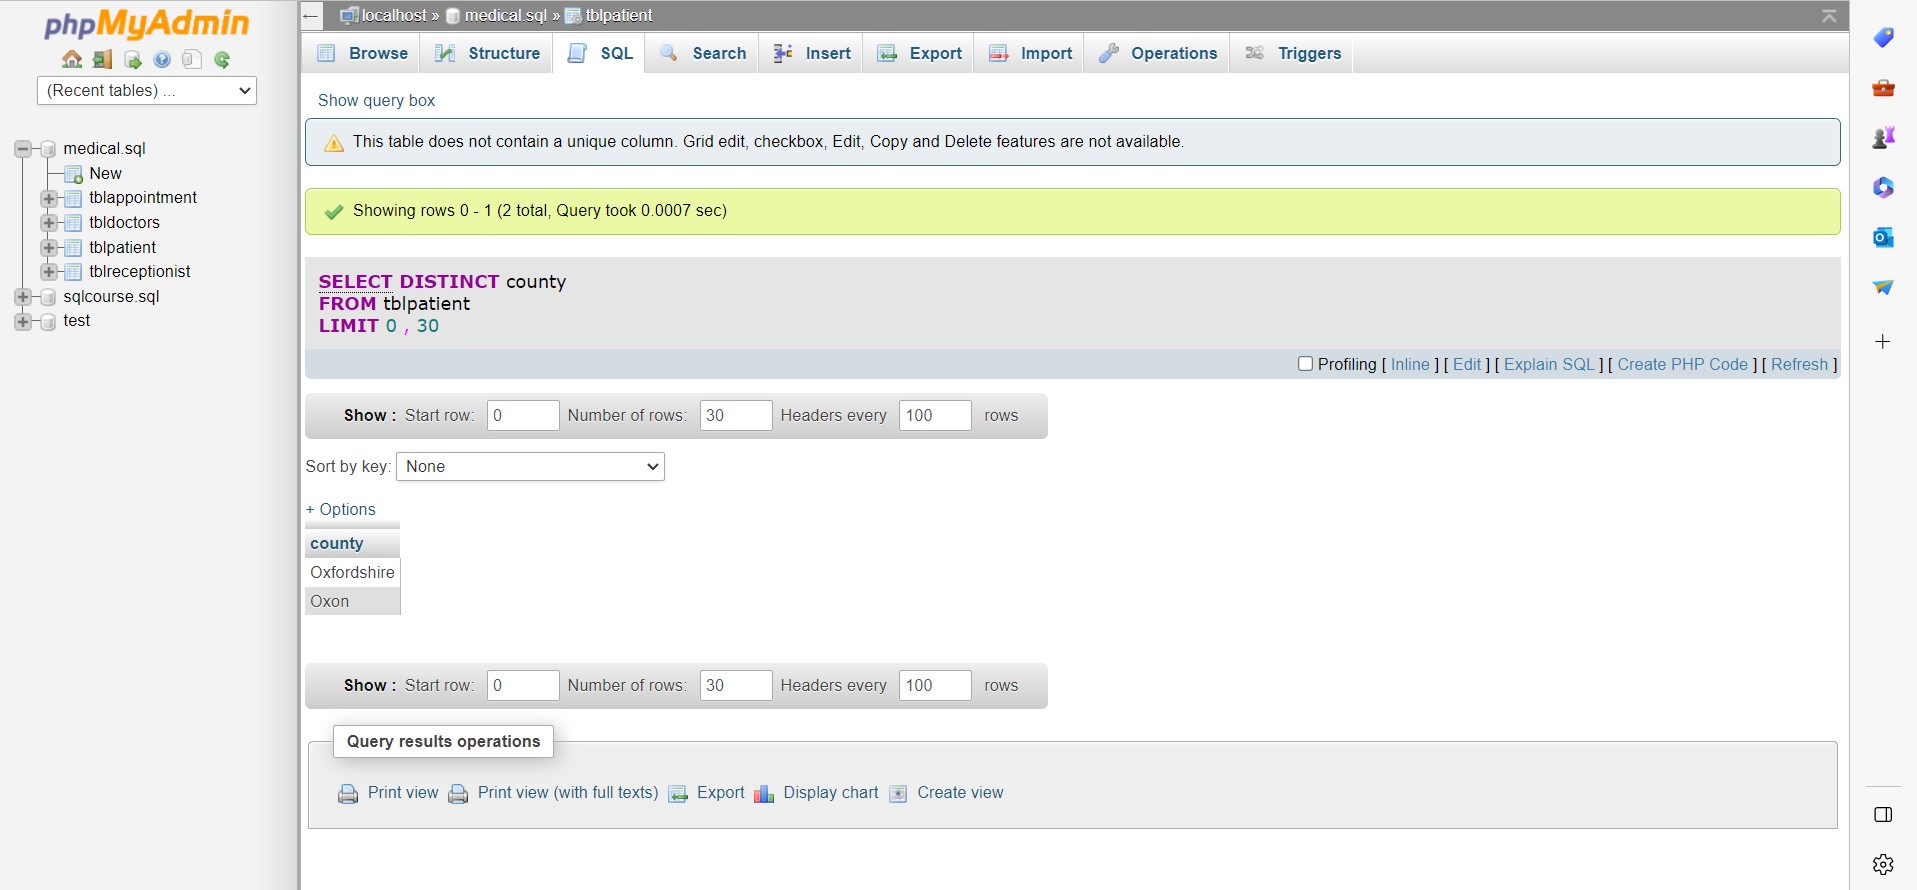 phpMyAdmin
(Recent tables) ...
medical.sql
New
tblappointment
tbldoctors
tblpatient
tblreceptionist
sqlcourse.sql
test
localhost » medical.sql » tblpatient
Browse Structure SQL Search Insert Export Import Operations Triggers
Show query box
This table does not contain a unique column. Grid edit, checkbox, Edit, Copy and Delete features are not available.
Showing rows 0 - 1 (2 total, Query took 0.0007 sec)
SELECT DISTINCT county
FROM tblpatient
LIMIT 0 , 30
Profiling [ Inline ] [ Edit ] [ Explain SQL ] [ Create PHP Code ] [ Refresh ]
Show : Start row: 0 Number of rows: 30 Headers every 100 rows
Sort by key: None
+ Options
county
Oxfordshire
Oxon
Show : Start row: 0 Number of rows: 30 Headers every 100 rows
Query results operations
Print view Print view (with full texts) Export Display chart Create view